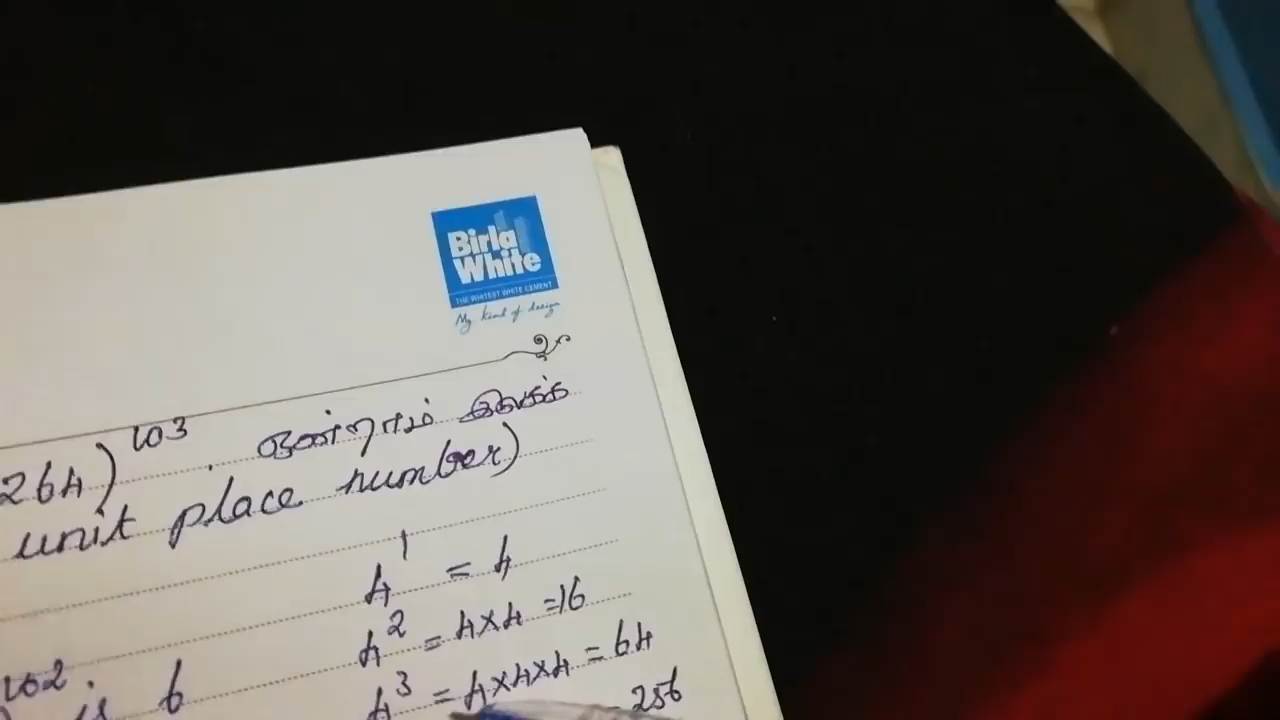 Birla
White
THE WHITEST WHITE CEMENT
My kind of design
264)^103 . ஒன்றாம் இலக்க
unit place number)
4^1 = 4
4^2 = 4×4 =16
4^3 = 4×4×4 = 64
102.
is 6
256